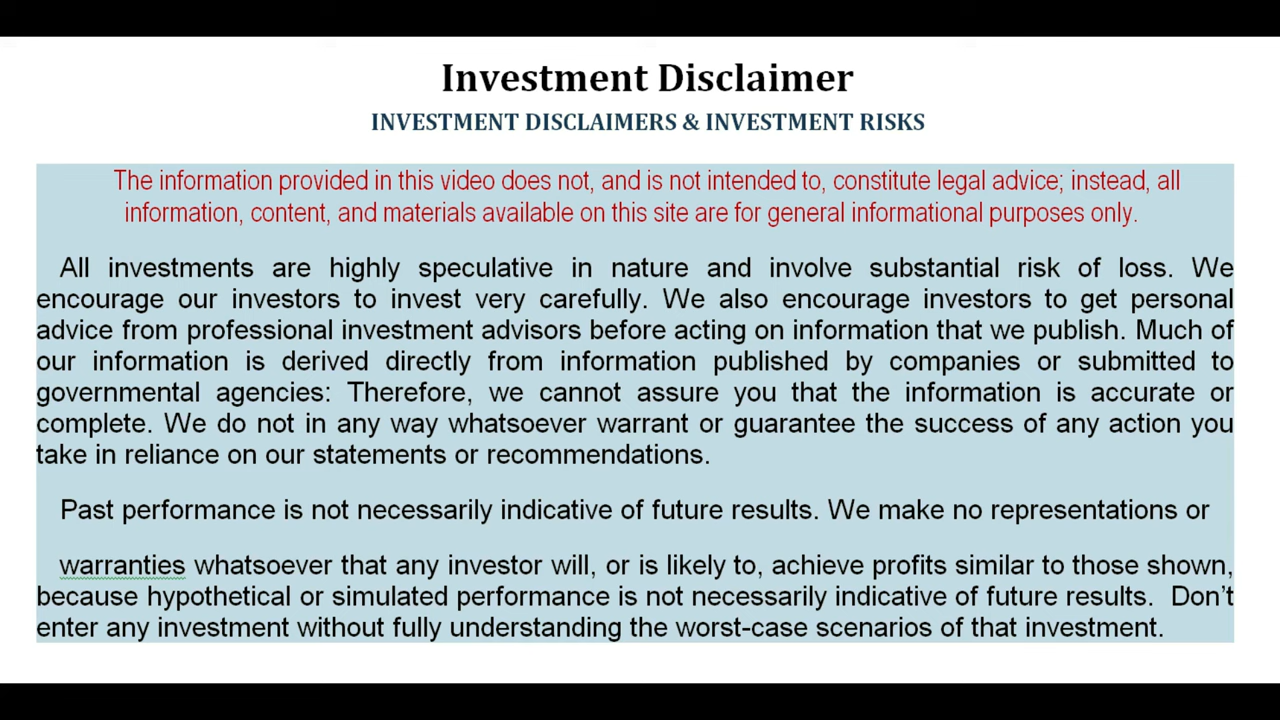 Investment Disclaimer
INVESTMENT DISCLAIMERS & INVESTMENT RISKS
The information provided in this video does not, and is not intended to, constitute legal advice; instead, all
information, content, and materials available on this site are for general informational purposes only.
All investments are highly speculative in nature and involve substantial risk of loss. We
encourage our investors to invest very carefully. We also encourage investors to get personal
advice from professional investment advisors before acting on information that we publish. Much of
our information is derived directly from information published by companies or submitted to
governmental agencies: Therefore, we cannot assure you that the information is accurate or
complete. We do not in any way whatsoever warrant or guarantee the success of any action you
take in reliance on our statements or recommendations.
Past performance is not necessarily indicative of future results. We make no representations or
warranties whatsoever that any investor will, or is likely to, achieve profits similar to those shown,
because hypothetical or simulated performance is not necessarily indicative of future results. Don’t
enter any investment without fully understanding the worst-case scenarios of that investment.